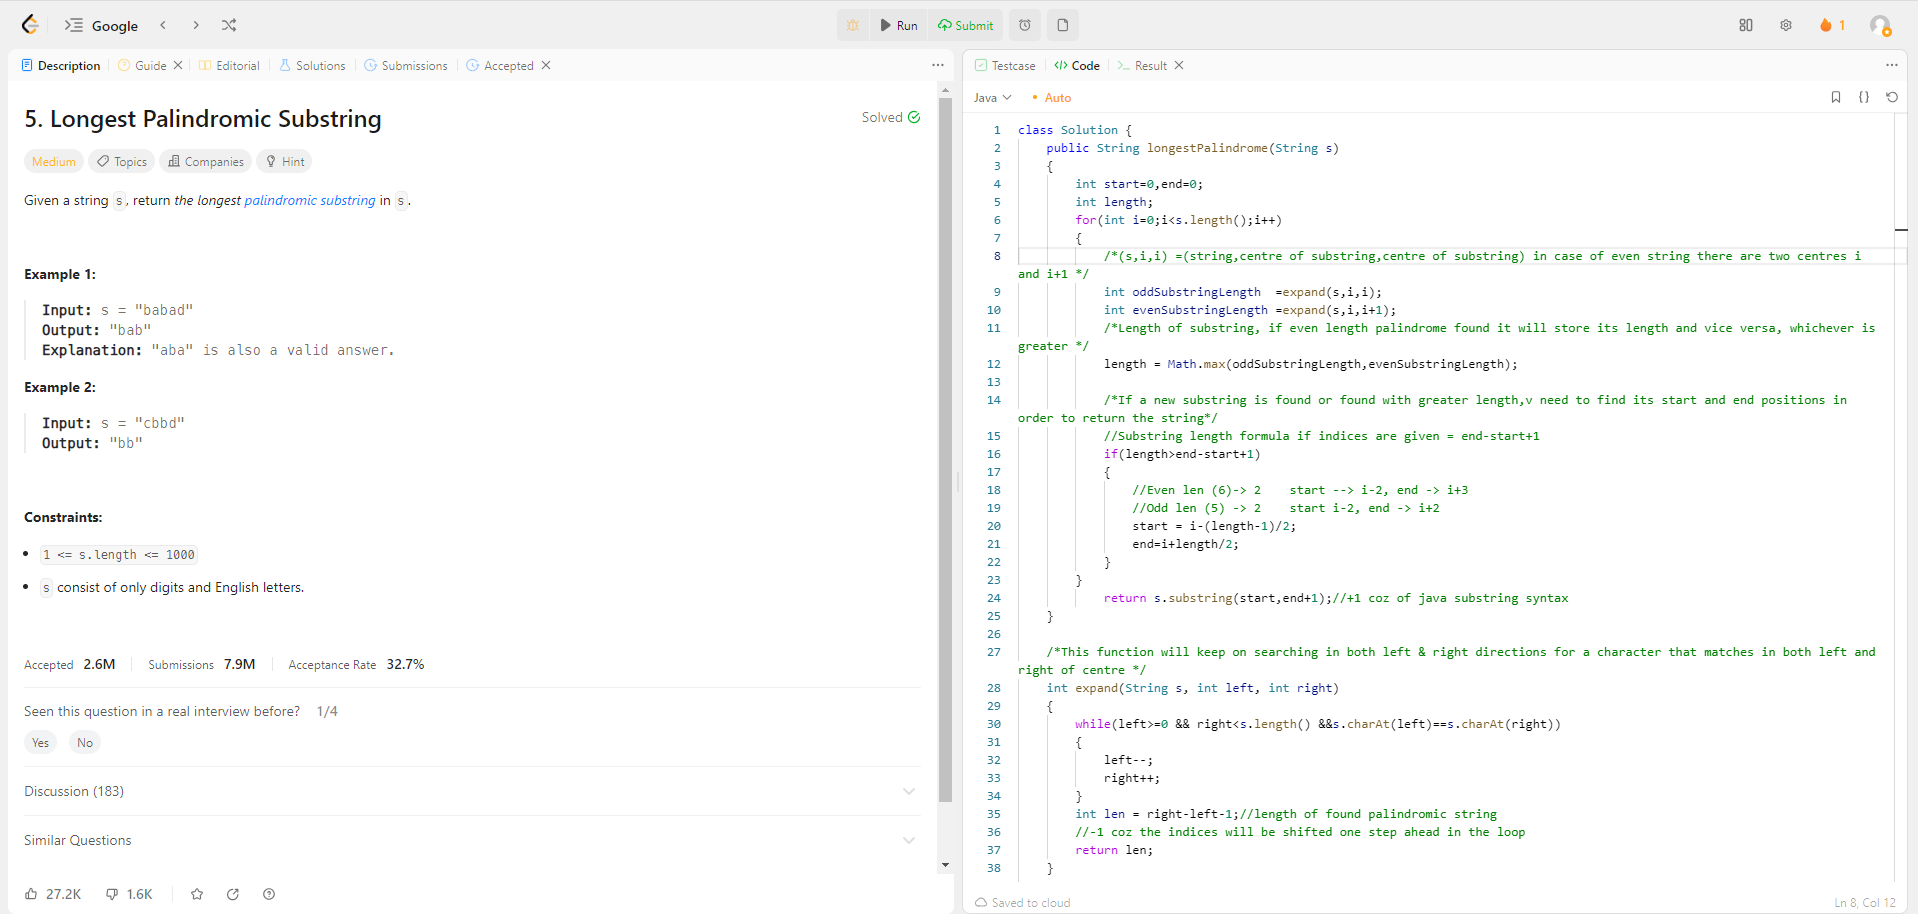 Google
Run
Submit
1
Description
Guide
Editorial
Solutions
Submissions
Accepted
5. Longest Palindromic Substring
Solved
Medium
Topics
Companies
Hint
Given a string s, return the longest palindromic substring in s.
Example 1:
Input: s = "babad"
Output: "bab"
Explanation: "aba" is also a valid answer.
Example 2:
Input: s = "cbbd"
Output: "bb"
Constraints:
• 1 <= s.length <= 1000
• s consist of only digits and English letters.
Accepted 2.6M
Submissions 7.9M
Acceptance Rate 32.7%
Seen this question in a real interview before? 1/4
Yes
No
Discussion (183)
Similar Questions
27.2K
1.6K
Testcase
</> Code
>_ Result
Java
• Auto
{}
1 class Solution {
2 public String longestPalindrome(String s)
3 {
4 int start=0,end=0;
5 int length;
6 for(int i=0;i<s.length();i++)
7 {
8 /*(s,i,i) =(string,centre of substring,centre of substring) in case of even string there are two centres i
and i+1 */
9 int oddSubstringLength  =expand(s,i,i);
10 int evenSubstringLength =expand(s,i,i+1);
11 /*Length of substring, if even length palindrome found it will store its length and vice versa, whichever is
greater */
12 length = Math.max(oddSubstringLength,evenSubstringLength);
13
14 /*If a new substring is found or found with greater length,v need to find its start and end positions in
order to return the string*/
15 //Substring length formula if indices are given = end-start+1
16 if(length>end-start+1)
17 {
18 //Even len (6)-> 2    start --> i-2, end -> i+3
19 //Odd len (5) -> 2    start i-2, end -> i+2
20 start = i-(length-1)/2;
21 end=i+length/2;
22 }
23 }
24 return s.substring(start,end+1);//+1 coz of java substring syntax
25 }
26
27 /*This function will keep on searching in both left & right directions for a character that matches in both left and
right of centre */
28 int expand(String s, int left, int right)
29 {
30 while(left>=0 && right<s.length() &&s.charAt(left)==s.charAt(right))
31 {
32 left--;
33 right++;
34 }
35 int len = right-left-1;//length of found palindromic string
36 //-1 coz the indices will be shifted one step ahead in the loop
37 return len;
38 }
Saved to cloud
Ln 8, Col 12